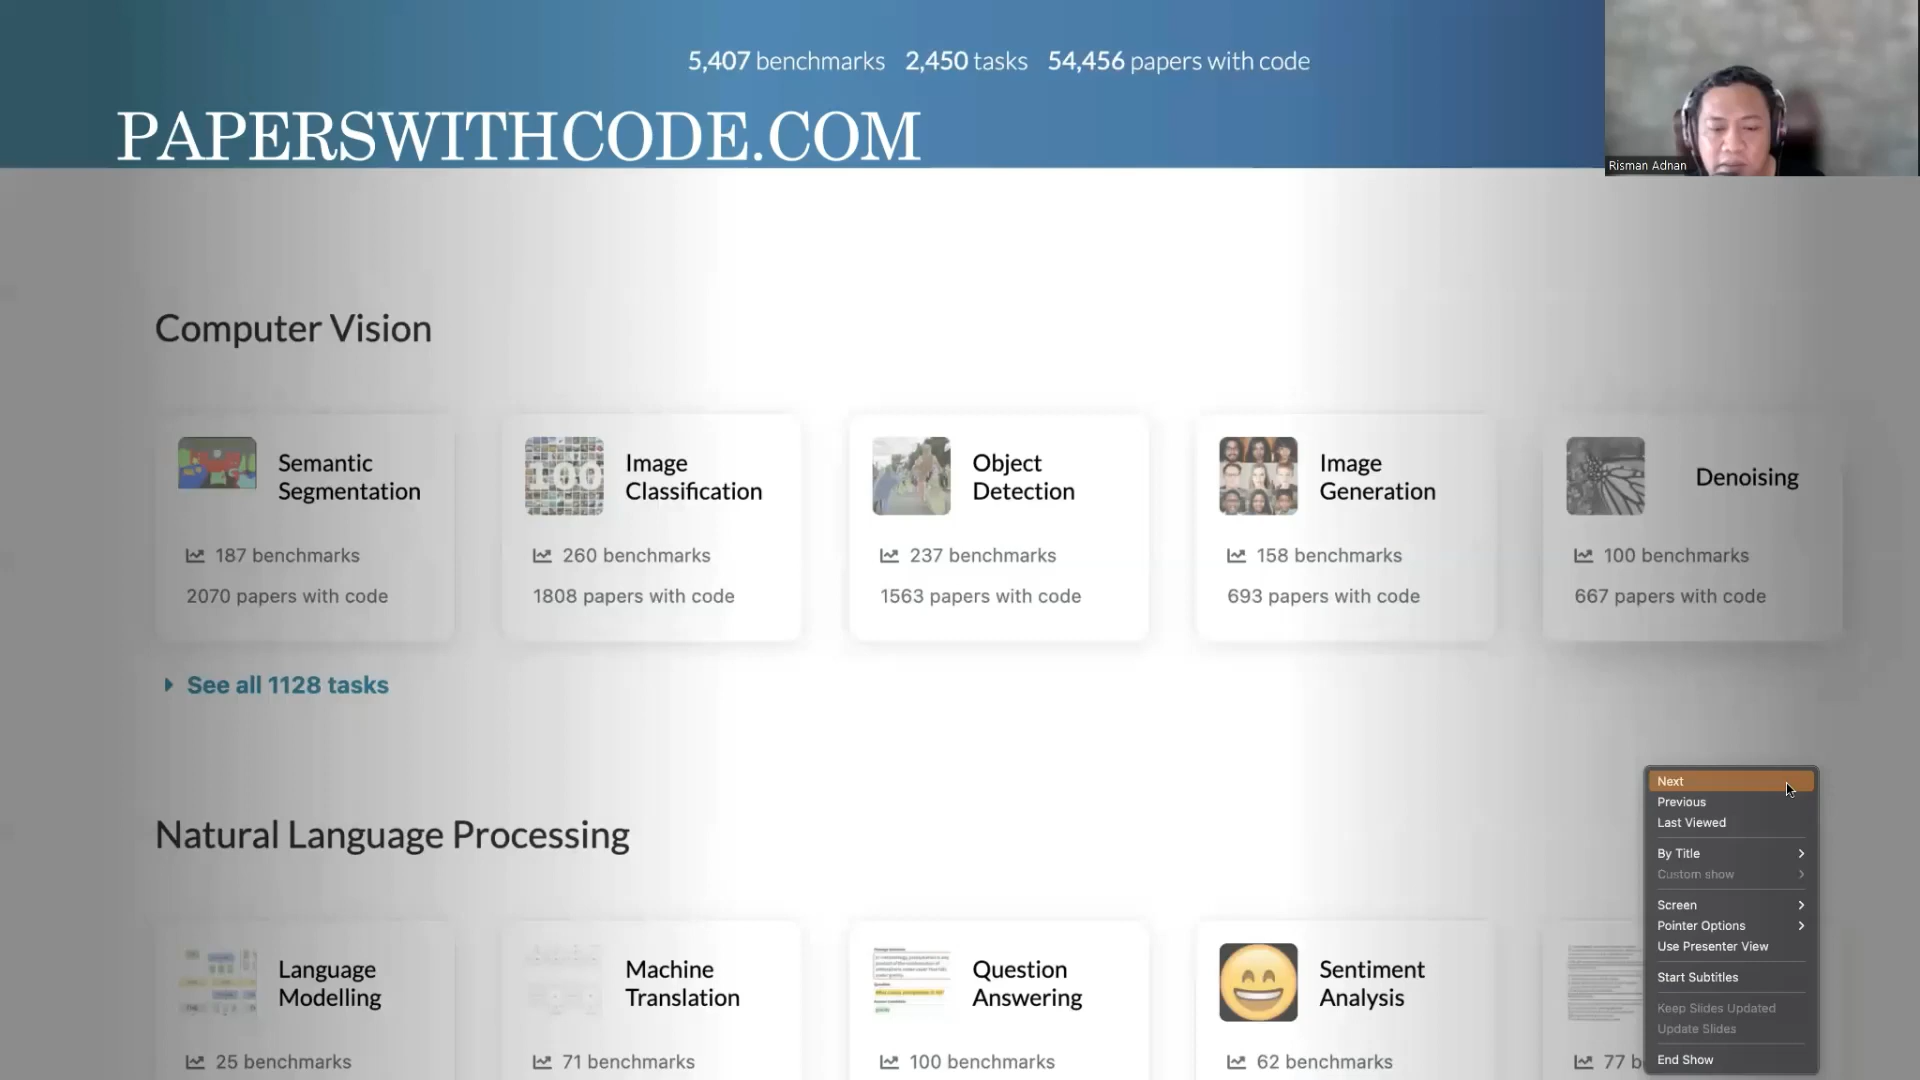 5,407 benchmarks 2,450 tasks 54,456 papers with code
PAPERSWITHCODE.COM
Risman Adnan
Computer Vision
Semantic
Segmentation
187 benchmarks
2070 papers with code
Image
Classification
260 benchmarks
1808 papers with code
Object
Detection
237 benchmarks
1563 papers with code
Image
Generation
158 benchmarks
693 papers with code
Denoising
100 benchmarks
667 papers with code
See all 1128 tasks
Natural Language Processing
Language
Modelling
25 benchmarks
Machine
Translation
71 benchmarks
Question
Answering
100 benchmarks
Sentiment
Analysis
62 benchmarks
77 b
Next
Previous
Last Viewed
By Title
Custom show
Screen
Pointer Options
Use Presenter View
Start Subtitles
Keep Slides Updated
Update Slides
End Show